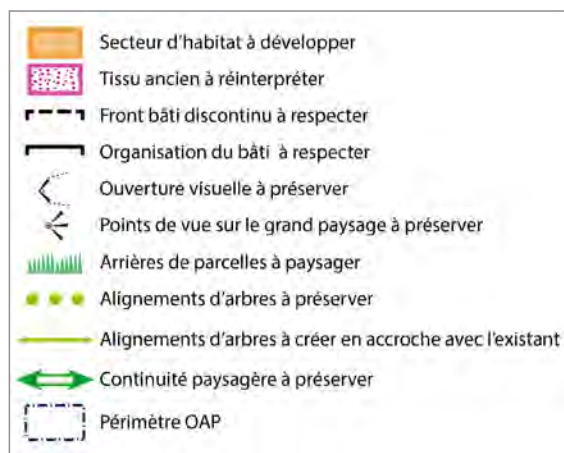 Secteur d'habitat à développer
Tissu ancien à réinterpréter
Front bâti discontinu à respecter
Organisation du bâti à respecter
Ouverture visuelle à préserver
Points de vue sur le grand paysage à préserver
Arrières de parcelles à paysager
Alignements d'arbres à préserver
Alignements d'arbres à créer en accroche avec l'existant
Continuité paysagère à préserver
Périmètre OAP